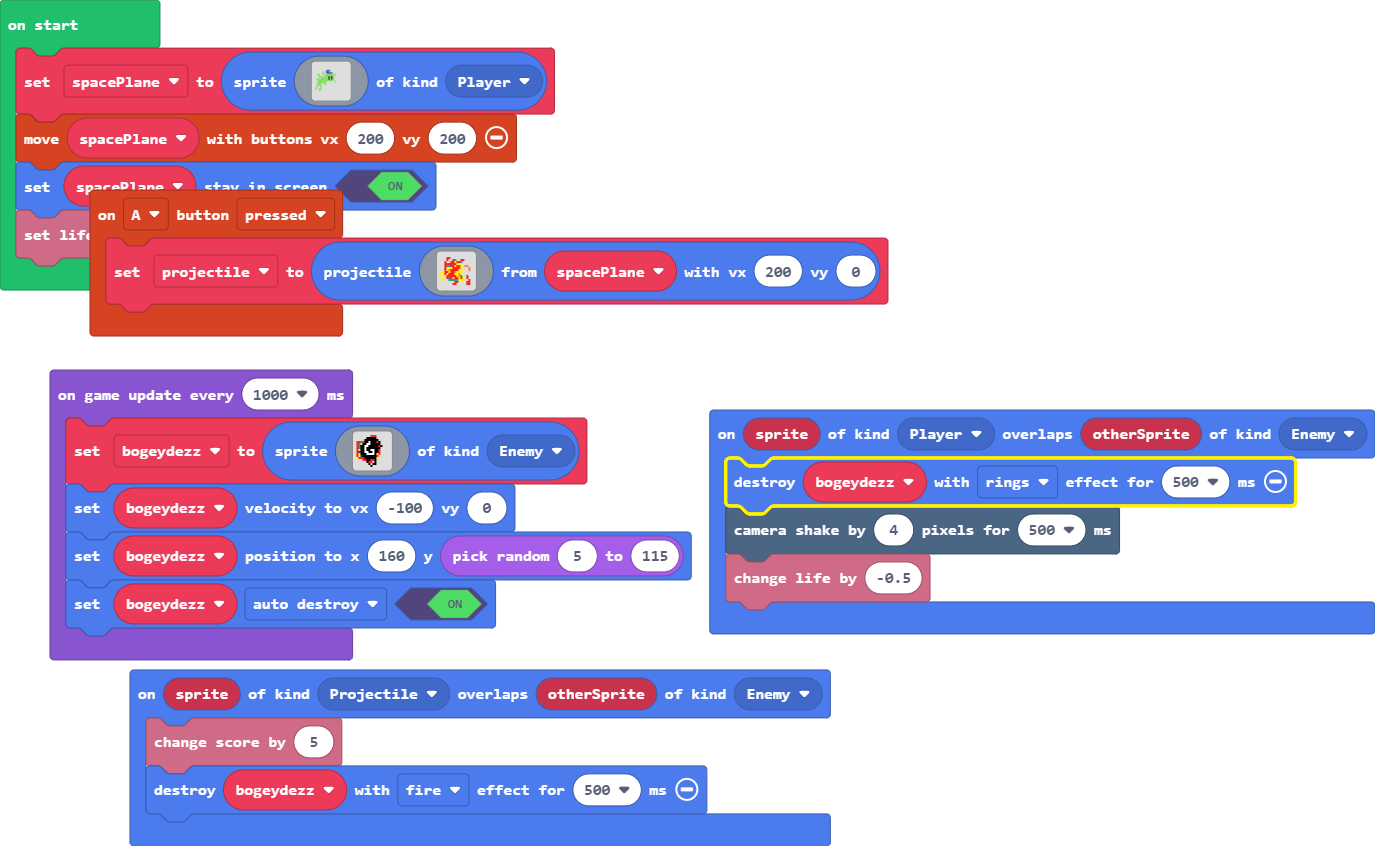 on start
set spacePlane to sprite of kind Player
move spacePlane with buttons vx 200 vy 200
set spacePlane stay in screen ON
set life
on A button pressed
set projectile to projectile from spacePlane with vx 200 vy 0
on game update every 1000 ms
set bogeydezz to sprite G of kind Enemy
set bogeydezz velocity to vx -100 vy 0
set bogeydezz position to x 160 y pick random 5 to 115
set bogeydezz auto destroy ON
on sprite of kind Player overlaps otherSprite of kind Enemy
destroy bogeydezz with rings effect for 500 ms
camera shake by 4 pixels for 500 ms
change life by -0.5
on sprite of kind Projectile overlaps otherSprite of kind Enemy
change score by 5
destroy bogeydezz with fire effect for 500 ms